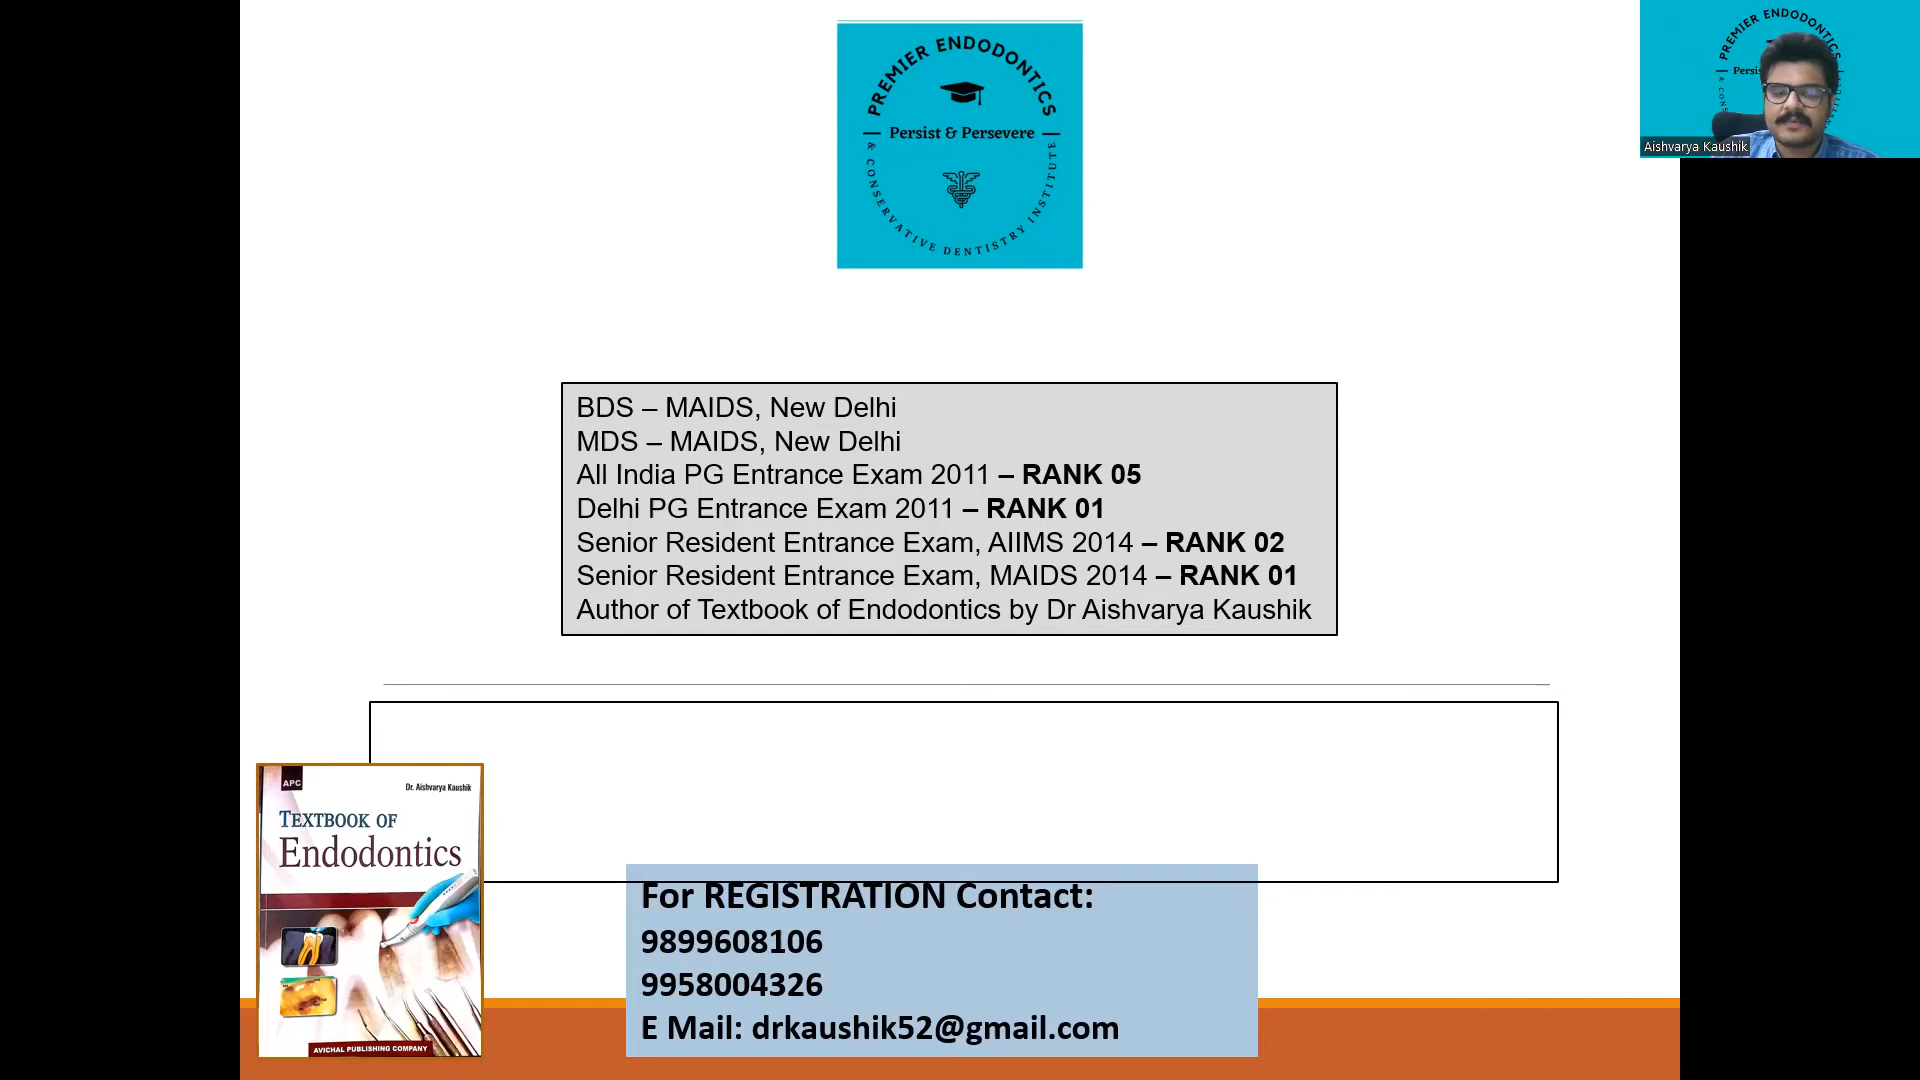 PREMIER ENDODONTICS
Persist & Persevere
& CONSERVATIVE DENTISTRY INSTITUTE
PREMIER ENDODONTICS
Persis
Aishvarya Kaushik
BDS – MAIDS, New Delhi
MDS – MAIDS, New Delhi
All India PG Entrance Exam 2011 – RANK 05
Delhi PG Entrance Exam 2011 – RANK 01
Senior Resident Entrance Exam, AIIMS 2014 – RANK 02
Senior Resident Entrance Exam, MAIDS 2014 – RANK 01
Author of Textbook of Endodontics by Dr Aishvarya Kaushik
APC
Dr. Aishvarya Kaushik
TEXTBOOK OF
Endodontics
AVICHAL PUBLISHING COMPANY
For REGISTRATION Contact:
9899608106
9958004326
E Mail: drkaushik52@gmail.com